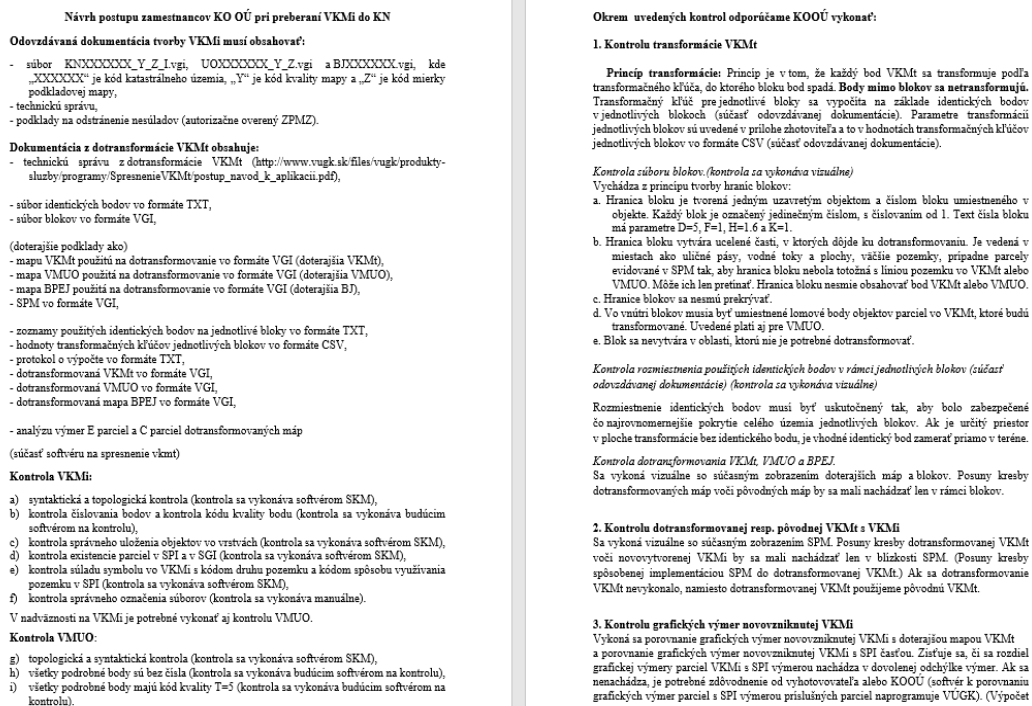 Návrh postupu zamestnancov KO OÚ pri preberaní VKMi do KN
Odovzdávaná dokumentácia tvorby VKMi musí obsahovať:
- súbor KNXXXXXX_Y_Z_I.vgi, UOXXXXXX_Y_Z.vgi a BJXXXXXX.vgi, kde
„XXXXXX“ je kód katastrálneho územia, „Y“ je kód kvality mapy a „Z“ je kód mierky
podkladovej mapy,
- technickú správu,
- podklady na odstránenie nesúladov (autorizačne overený ZPMZ).
Dokumentácia z dotransformácie VKMt obsahuje:
- technickú správu z dotransformácie VKMt (http://www.vugk.sk/files/vugk/produkty-
sluzby/programy/SpresnenieVKMt/postup_navod_k_aplikacii.pdf),
- súbor identických bodov vo formáte TXT,
- súbor blokov vo formáte VGI,
(doterajšie podklady ako)
- mapu VKMt použitú na dotransformovanie vo formáte VGI (doterajšia VKMt),
- mapa VMUO použitá na dotransformovanie vo formáte VGI (doterajšia VMUO),
- mapa BPEJ použitá na dotransformovanie vo formáte VGI (doterajšia BJ),
- SPM vo formáte VGI,
- zoznamy použitých identických bodov na jednotlivé bloky vo formáte TXT,
- hodnoty transformačných kľúčov jednotlivých blokov vo formáte CSV,
- protokol o výpočte vo formáte TXT,
- dotransformovaná VKMt vo formáte VGI,
- dotransformovaná VMUO vo formáte VGI,
- dotransformovaná mapa BPEJ vo formáte VGI,
- analýzu výmer E parciel a C parciel dotransformovaných máp
(súčasť softvéru na spresnenie vkmt)
Kontrola VKMi:
a) syntaktická a topologická kontrola (kontrola sa vykonáva softvérom SKM),
b) kontrola číslovania bodov a kontrola kódu kvality bodu (kontrola sa vykonáva budúcim
softvérom na kontrolu),
c) kontrola správneho uloženia objektov vo vrstvách (kontrola sa vykonáva softvérom SKM),
d) kontrola existencie parciel v SPI a v SGI (kontrola sa vykonáva softvérom SKM),
e) kontrola súladu symbolu vo VKMi s kódom druhu pozemku a kódom spôsobu využívania
pozemku v SPI (kontrola sa vykonáva softvérom SKM),
f) kontrola správneho označenia súborov (kontrola sa vykonáva manuálne).
V nadväznosti na VKMi je potrebné vykonať aj kontrolu VMUO.
Kontrola VMUO:
g) topologická a syntaktická kontrola (kontrola sa vykonáva softvérom SKM),
h) všetky podrobné body sú bez čísla (kontrola sa vykonáva budúcim softvérom na kontrolu),
i) všetky podrobné body majú kód kvality T=5 (kontrola sa vykonáva budúcim softvérom na
kontrolu).
Okrem uvedených kontrol odporúčame KOOÚ vykonať:
1. Kontrolu transformácie VKMt
Princíp transformácie: Princíp je v tom, že každý bod VKMt sa transformuje podľa
transformačného kľúča, do ktorého bloku bod spadá. Body mimo blokov sa netransformujú.
Transformačný kľúč pre jednotlivé bloky sa vypočíta na základe identických bodov
v jednotlivých blokoch (súčasť odovzdávanej dokumentácie). Parametre transformácií
jednotlivých blokov sú uvedené v prílohe zhotoviteľa a to v hodnotách transformačných kľúčov
jednotlivých blokov vo formáte CSV (súčasť odovzdávanej dokumentácie).
Kontrola súboru blokov.(kontrola sa vykonáva vizuálne)
Vychádza z princípu tvorby hraníc blokov:
a. Hranica bloku je tvorená jedným uzavretým objektom a číslom bloku umiestneného v
objekte. Každý blok je označený jedinečným číslom, s číslovaním od 1. Text čísla bloku
má parametre D=5, F=1, H=1.6 a K=1.
b. Hranica bloku vytvára ucelené časti, v ktorých dôjde ku dotransformovaniu. Je vedená v
miestach ako uličné pásy, vodné toky a plochy, väčšie pozemky, prípadne parcely
evidované v SPM tak, aby hranica bloku nebola totožná s líniou pozemku vo VKMt alebo
VMUO. Môže ich len pretínať. Hranica bloku nesmie obsahovať bod VKMt alebo VMUO.
c. Hranice blokov sa nesmú prekrývať.
d. Vo vnútri blokov musia byť umiestnené lomové body objektov parciel vo VKMt, ktoré budú
transformované. Uvedené platí aj pre VMUO.
e. Blok sa nevytvára v oblasti, ktorú nie je potrebné dotransformovať.
Kontrola rozmiestnenia použitých identických bodov v rámci jednotlivých blokov (súčasť
odovzdávanej dokumentácie) (kontrola sa vykonáva vizuálne)
Rozmiestnenie identických bodov musí byť uskutočnený tak, aby bolo zabezpečené
čo najrovnomernejšie pokrytie celého územia jednotlivých blokov. Ak je určitý priestor
v ploche transformácie bez identického bodu, je vhodné identický bod zamerať priamo v teréne.
Kontrola dotransformovania VKMt, VMUO a BPEJ.
Sa vykoná vizuálne so súčasným zobrazením doterajších máp a blokov. Posuny kresby
dotransformovaných máp voči pôvodných máp by sa mali nachádzať len v rámci blokov.
2. Kontrolu dotransformovanej resp. pôvodnej VKMt s VKMi
Sa vykoná vizuálne so súčasným zobrazením SPM. Posuny kresby dotransformovanej VKMt
voči novovytvorenej VKMi by sa mali nachádzať len v blízkosti SPM. (Posuny kresby
spôsobenej implementáciou SPM do dotransformovanej VKMt.) Ak sa dotransformovanie
VKMt nevykonalo, namiesto dotransformovanej VKMt použijeme pôvodnú VKMt.
3. Kontrolu grafických výmer novovzniknutej VKMi
Vykoná sa porovnanie grafických výmer novovzniknutej VKMi s doterajšou mapou VKMt
a porovnanie grafických výmer novovzniknutej VKMi s SPI časťou. Zisťuje sa, či sa rozdiel
grafickej výmery parciel VKMi s SPI výmerou nachádza v dovolenej odchýlke výmer. Ak sa
nenachádza, je potrebné zdôvodnenie od vyhotovovateľa alebo KOOÚ (softvér k porovnaniu
grafických výmer parciel s SPI výmerou príslušných parciel naprogramuje VÚGK). (Výpočet